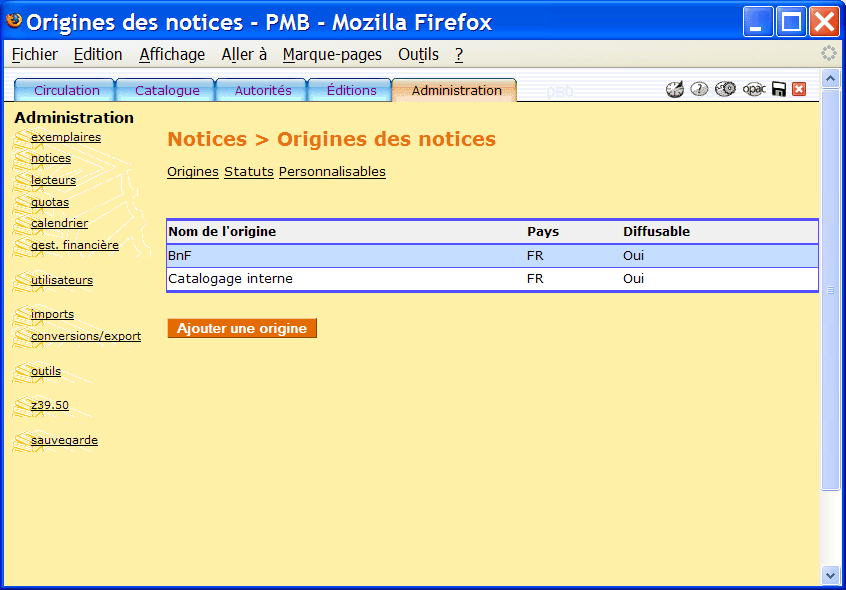 Origines des notices - PMB - Mozilla Firefox
Fichier Edition Affichage Aller à Marque-pages Outils ?
Circulation Catalogue Autorités Éditions Administration pmb opac
Administration
exemplaires
notices
lecteurs
quotas
calendrier
gest. financière
utilisateurs
imports
conversions/export
outils
z39.50
sauvegarde
Notices > Origines des notices
Origines Statuts Personnalisables
Nom de l'origine Pays Diffusable
BnF FR Oui
Catalogage interne FR Oui
Ajouter une origine